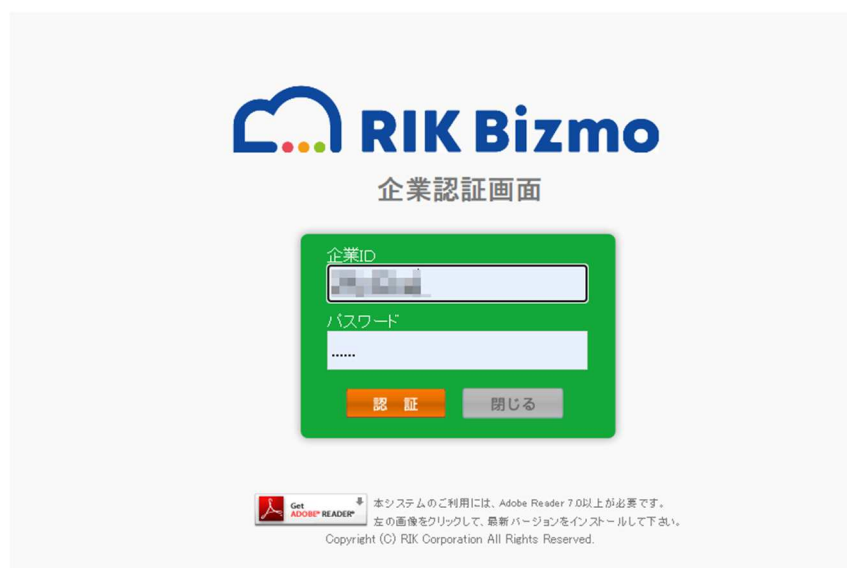 RIK Bizmo
企業認証画面
企業ID
パスワード
......
認 証
閉じる
Get
ADOBE® READER®
本システムのご利用には、Adobe Reader 7.0以上が必要です。
左の画像をクリックして、最新バージョンをインストールして下さい。
Copyright (C) RIK Corporation All Rights Reserved.